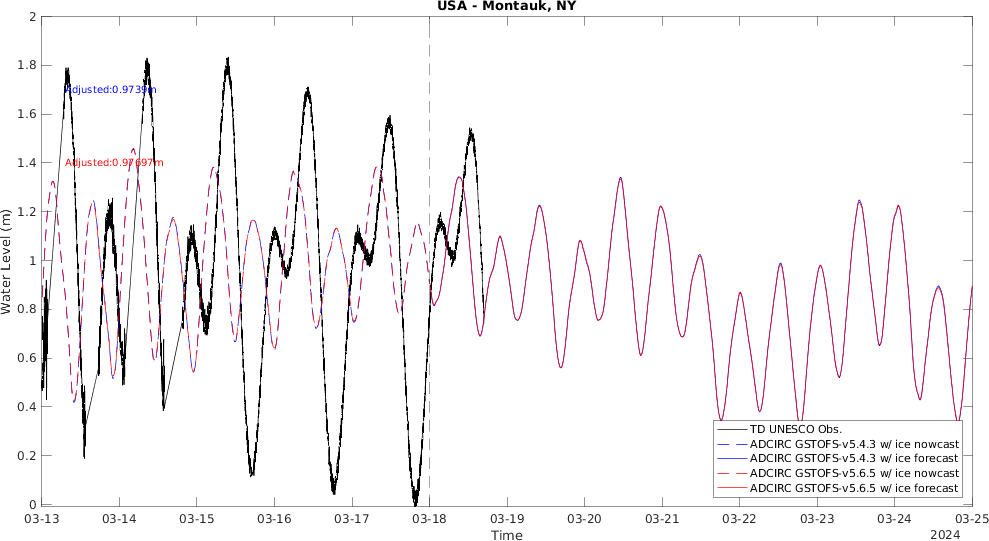 USA - Montauk, NY
2
1.8
1.6
1.4
1.2
1
0.8
0.6
0.4
0.2
0
Water Level (m)
Adjusted:0.9739m
Adjusted:0.97697m
TD UNESCO Obs.
ADCIRC GSTOFS-v5.4.3 w/ ice nowcast
ADCIRC GSTOFS-v5.4.3 w/ ice forecast
ADCIRC GSTOFS-v5.6.5 w/ ice nowcast
ADCIRC GSTOFS-v5.6.5 w/ ice forecast
03-13 03-14 03-15 03-16 03-17 03-18 03-19 03-20 03-21 03-22 03-23 03-24 03-25
Time
2024